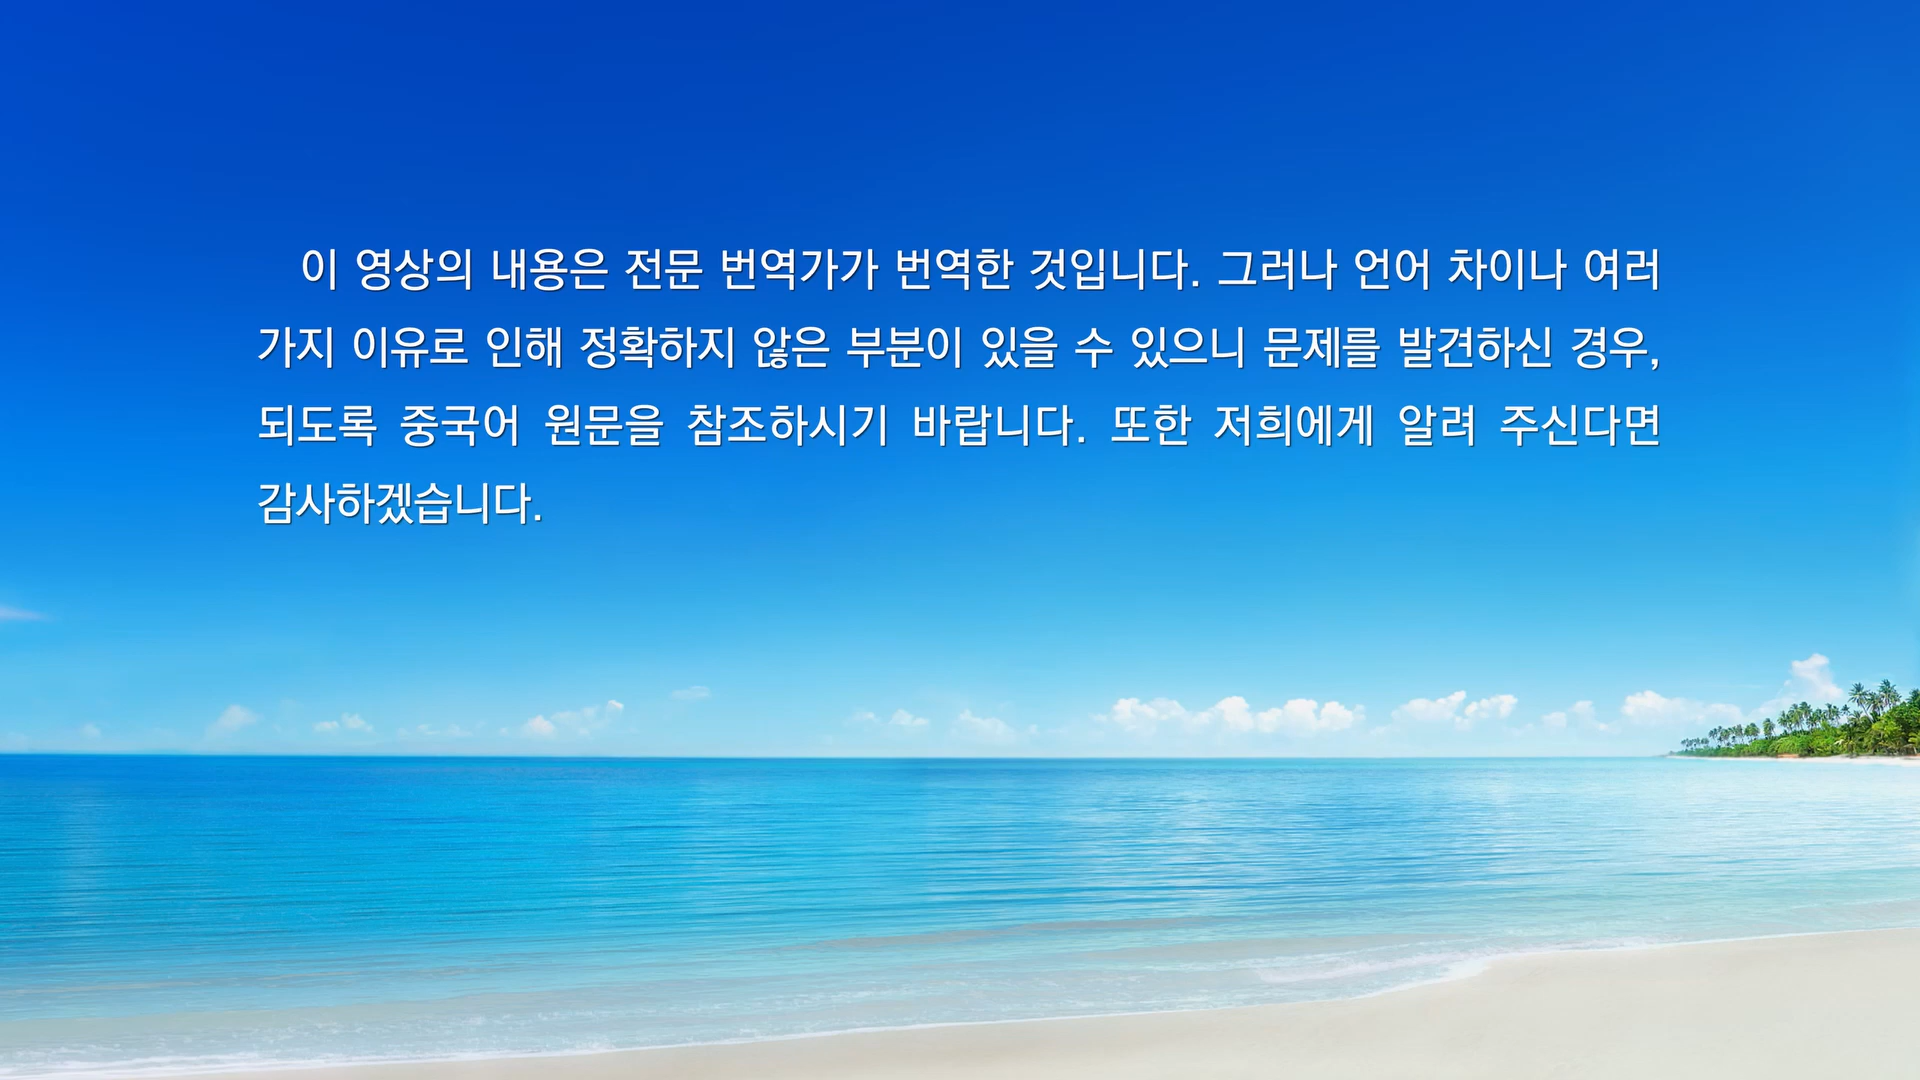 이 영상의 내용은 전문 번역가가 번역한 것입니다. 그러나 언어 차이나 여러
가지 이유로 인해 정확하지 않은 부분이 있을 수 있으니 문제를 발견하신 경우,
되도록 중국어 원문을 참조하시기 바랍니다. 또한 저희에게 알려 주신다면
감사하겠습니다.